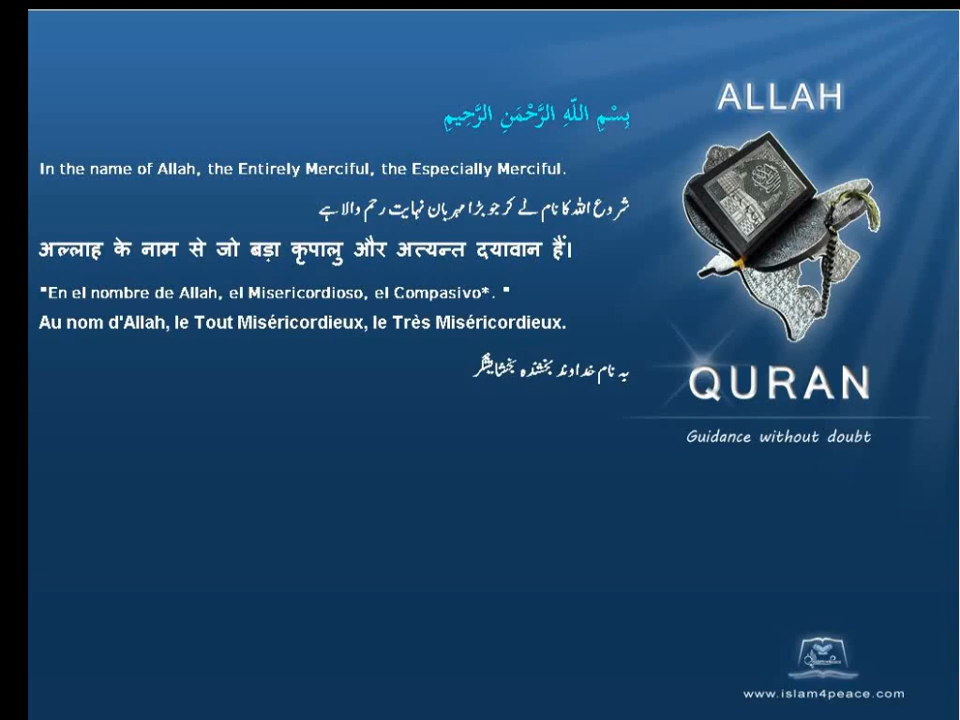 بِسْمِ اللّهِ الرَّحْمَنِ الرَّحِيمِ
In the name of Allah, the Entirely Merciful, the Especially Merciful.
شروع اللہ کا نام لے کر جو بڑا مہربان نہایت رحم والا ہے
अल्लाह के नाम से जो बड़ा कृपालु और अत्यन्त दयावान हैं।
"En el nombre de Allah, el Misericordioso, el Compasivo*. "
Au nom d'Allah, le Tout Miséricordieux, le Très Miséricordieux.
به نام خداوند بخشنده بخشایشگر
ALLAH
QURAN
Guidance without doubt
www.islam4peace.com